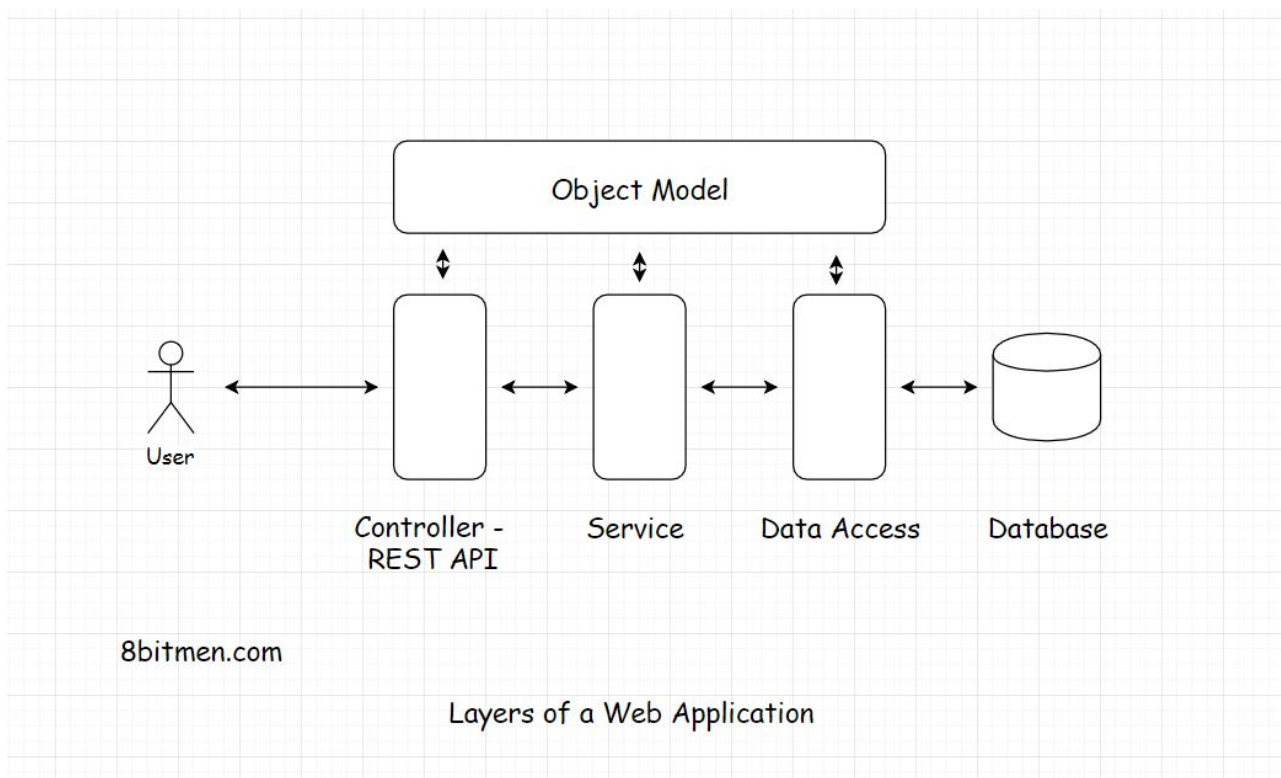 Object Model
User
Controller -
REST API
Service
Data Access
Database
8bitmen.com
Layers of a Web Application